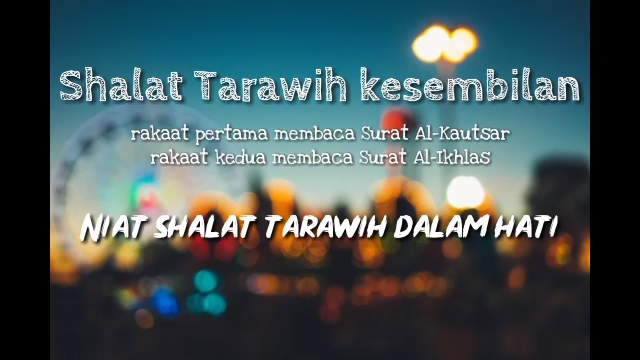 Shalat Tarawih kesembilan
rakaat pertama membaca Surat Al-Kautsar
rakaat kedua membaca Surat Al-Ikhlas
NIAT SHALAT TARAWIH DALAM HATI